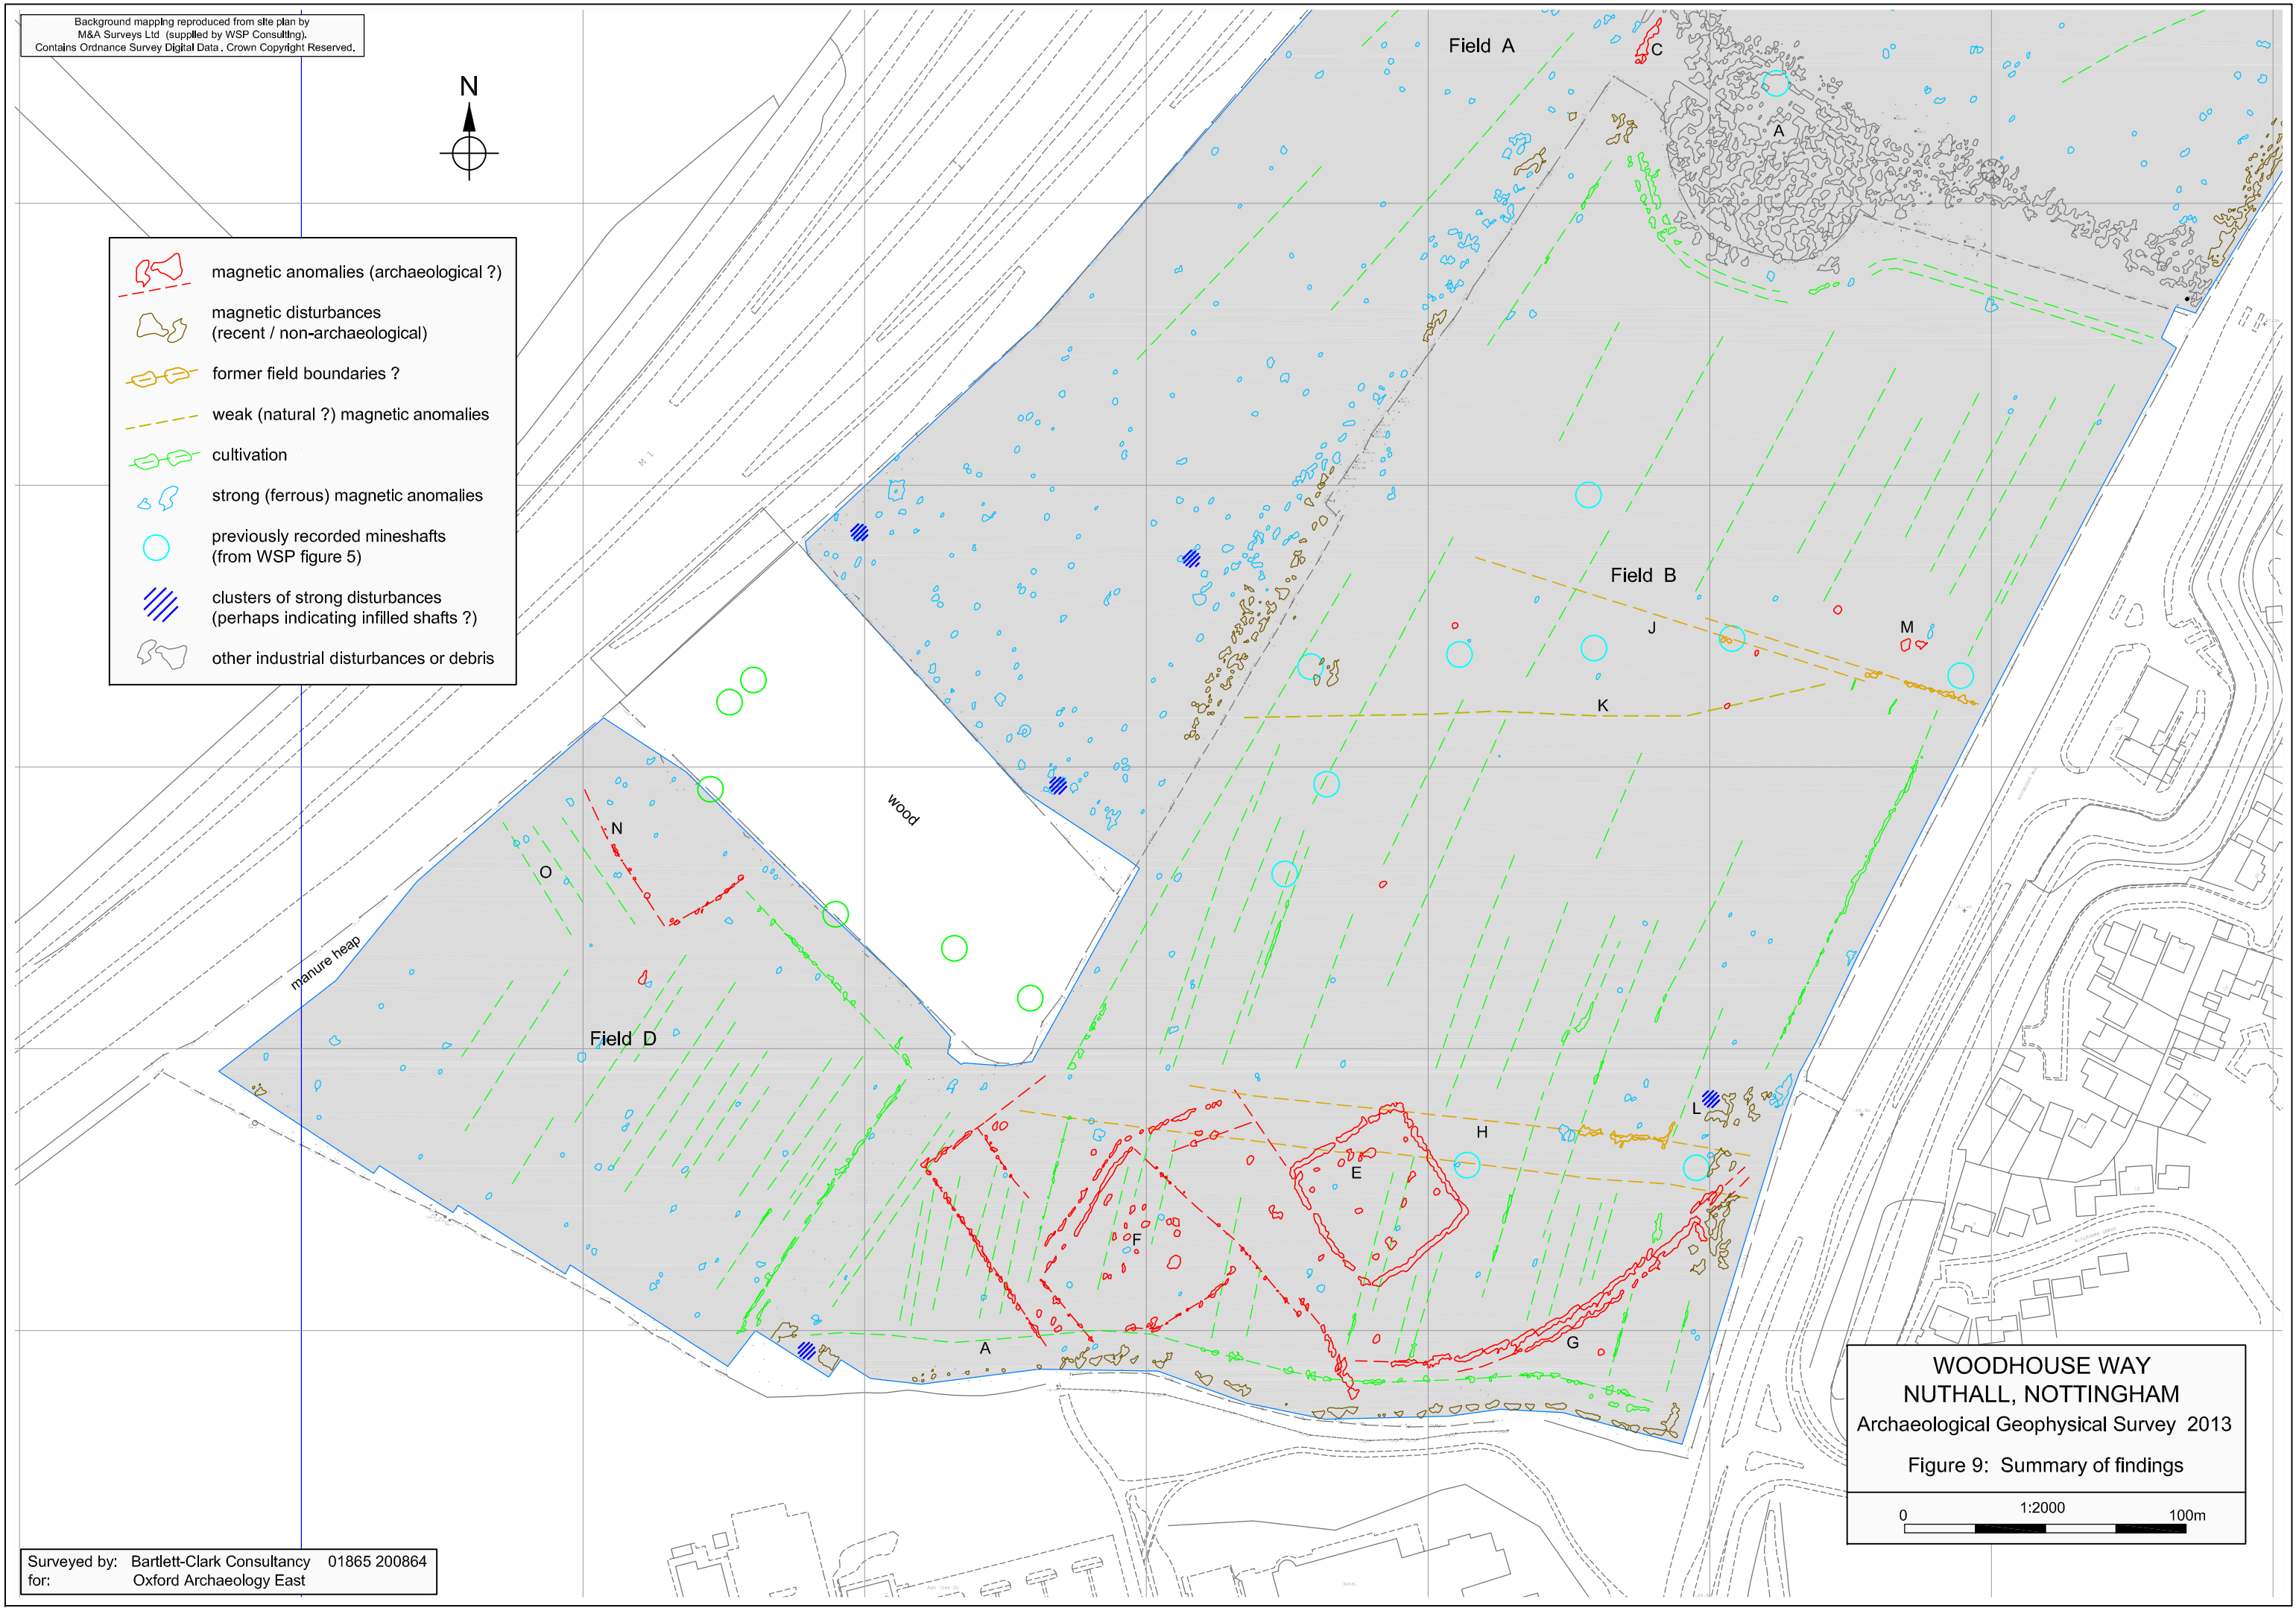 Background mapping reproduced from site plan by
M&A Surveys Ltd (supplied by WSP Consulting).
Contains Ordnance Survey Digital Data. Crown Copyright Reserved.
N
Field A
C
A
magnetic anomalies (archaeological ?)
magnetic disturbances
(recent / non-archaeological)
former field boundaries ?
weak (natural ?) magnetic anomalies
cultivation
strong (ferrous) magnetic anomalies
previously recorded mineshafts
(from WSP figure 5)
clusters of strong disturbances
(perhaps indicating infilled shafts ?)
other industrial disturbances or debris
M 1
Field B
J
M
K
wood
N
O
manure heap
Field D
L
H
E
F
G
A
WOODHOUSE WAY
NUTHALL, NOTTINGHAM
Archaeological Geophysical Survey 2013
Figure 9: Summary of findings
1:2000
0 100m
Surveyed by: Bartlett-Clark Consultancy 01865 200864
for: Oxford Archaeology East